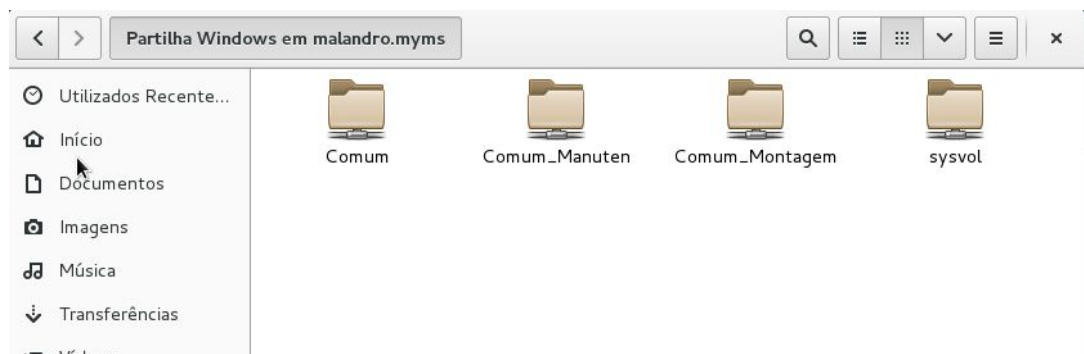 Partilha Windows em malandro.myms
Utilizados Recente...
Início
Documentos
Imagens
Música
Transferências
Comum
Comum_Manuten
Comum_Montagem
sysvol